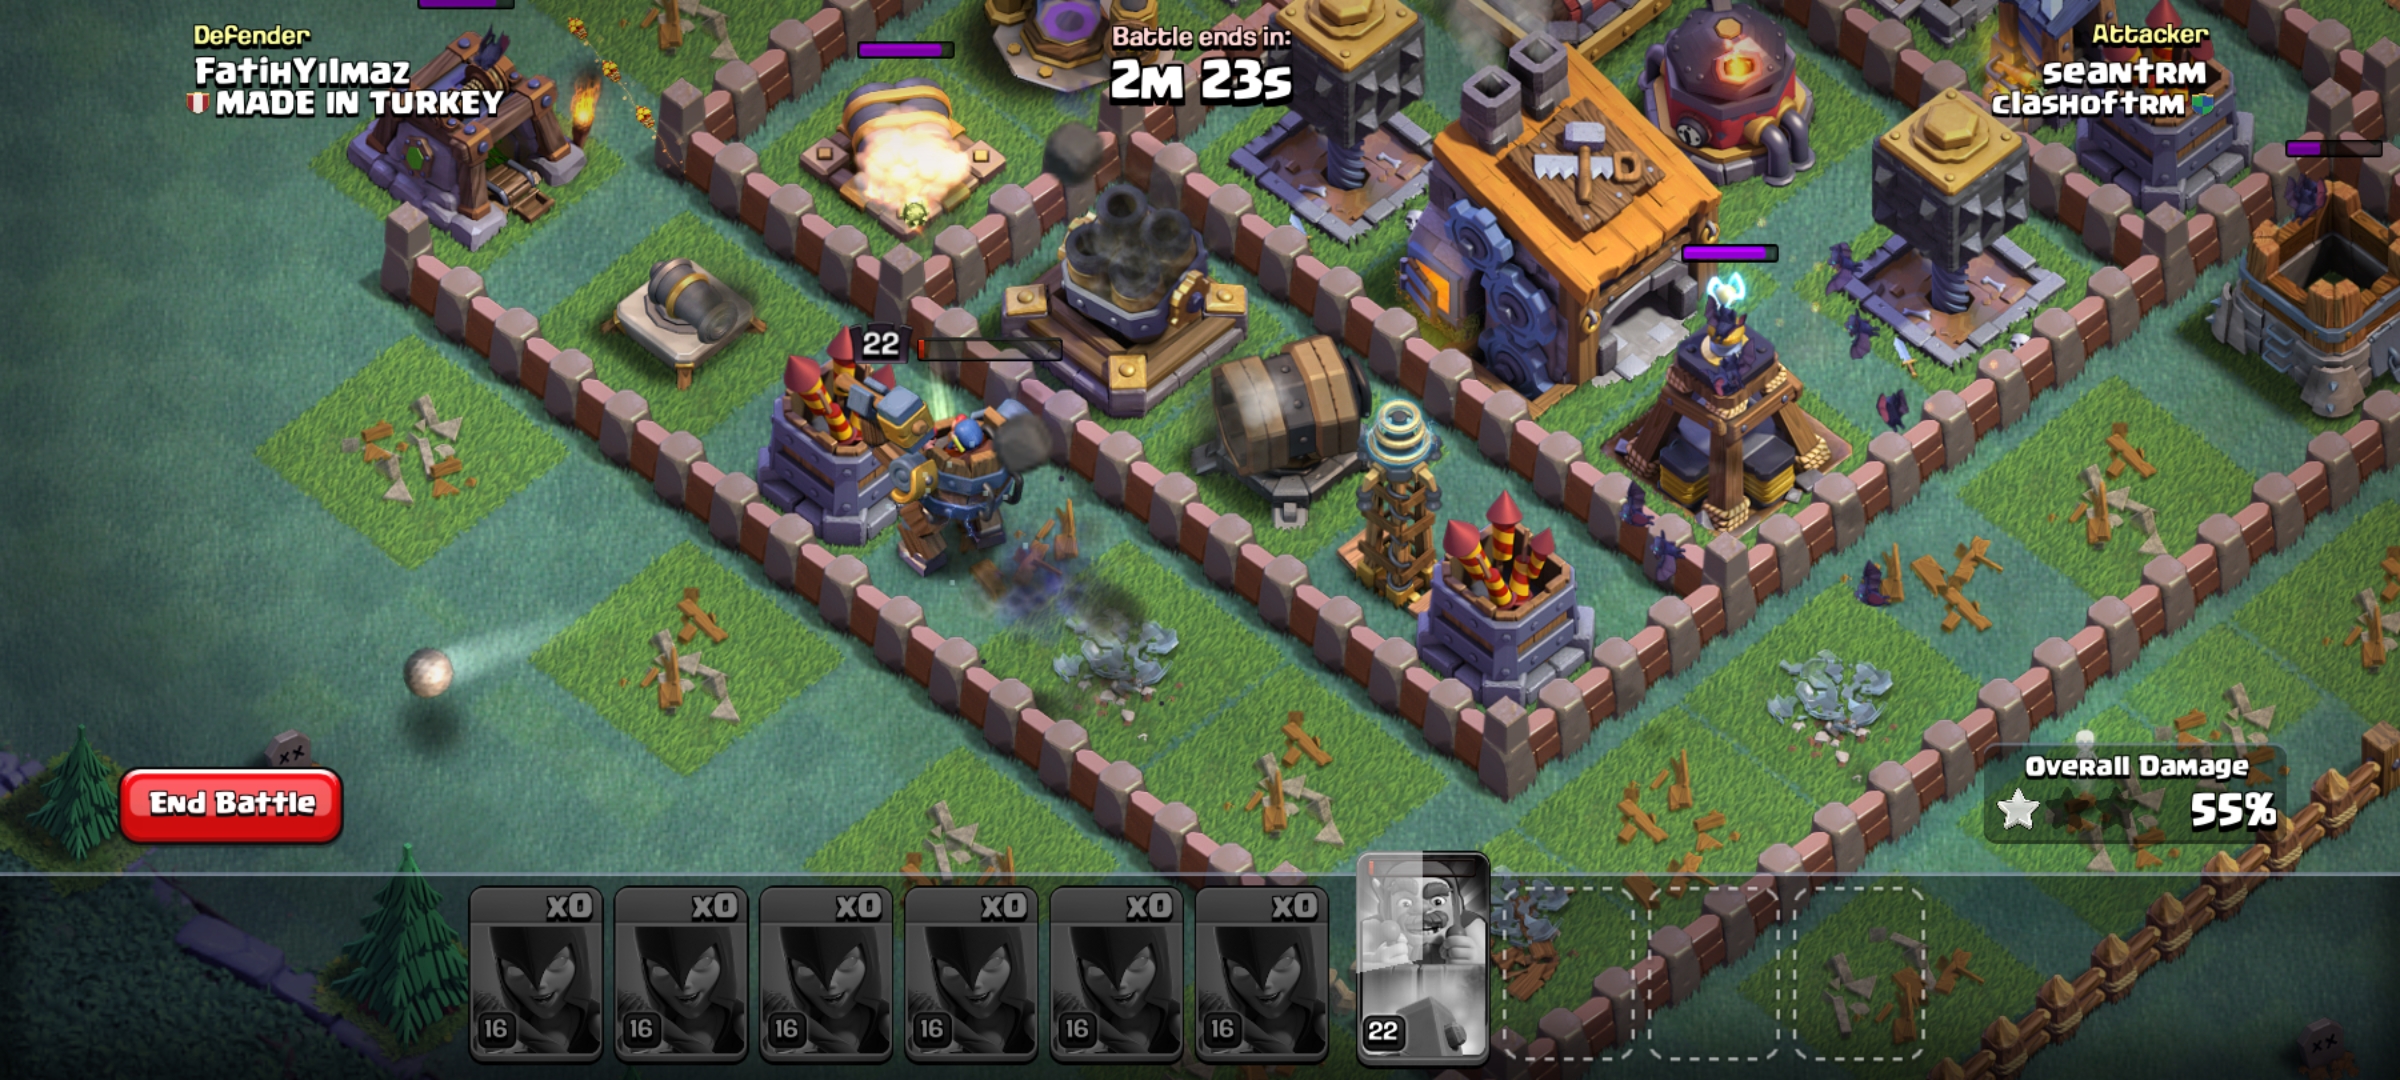 Defender
FatihYılmaz
MADE IN TURKEY
Battle ends in:
2M 23s
Attacker
seantrm
clashoftrm
22
End Battle
Overall Damage
55%
x0
x0
x0
x0
x0
x0
16
16
16
16
16
16
22